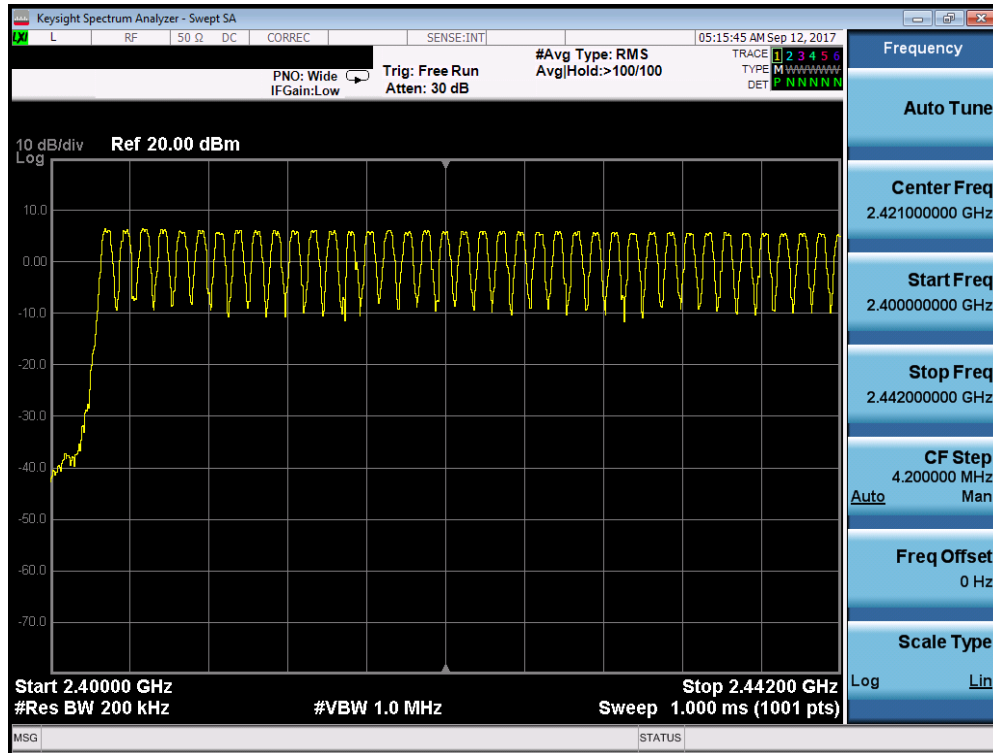 Keysight Spectrum Analyzer - Swept SA
LXI L RF 50 Ω DC CORREC SENSE:INT 05:15:45 AM Sep 12, 2017
Frequency
PNO: Wide
IFGain:Low
Trig: Free Run
Atten: 30 dB
#Avg Type: RMS
Avg|Hold:>100/100
TRACE 1 2 3 4 5 6
TYPE M WWWWW
DET P N N N N N
Auto Tune
10 dB/div Ref 20.00 dBm
Log
10.0
0.00
-10.0
-20.0
-30.0
-40.0
-50.0
-60.0
-70.0
Center Freq
2.421000000 GHz
Start Freq
2.400000000 GHz
Stop Freq
2.442000000 GHz
CF Step
4.200000 MHz
Auto Man
Freq Offset
0 Hz
Scale Type
Log Lin
Start 2.40000 GHz Stop 2.44200 GHz
#Res BW 200 kHz #VBW 1.0 MHz Sweep 1.000 ms (1001 pts)
MSG STATUS